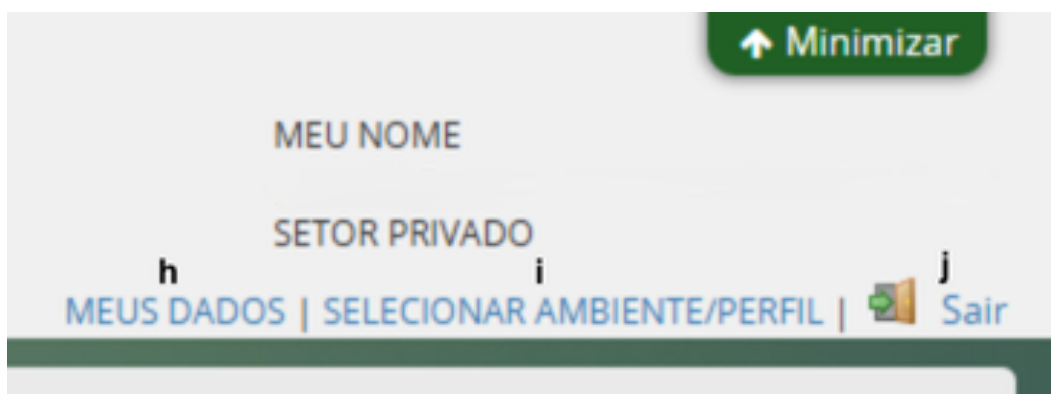 Minimizar
MEU NOME
SETOR PRIVADO
h i j
MEUS DADOS | SELECIONAR AMBIENTE/PERFIL | Sair